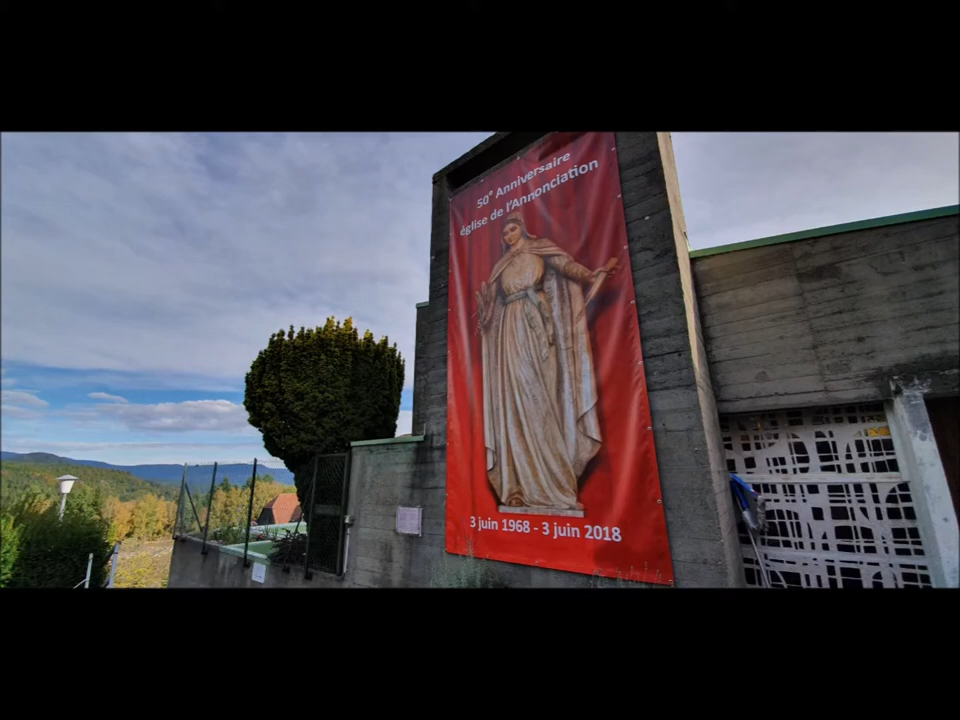 50e Anniversaire
église de l'Annonciation
3 juin 1968 - 3 juin 2018